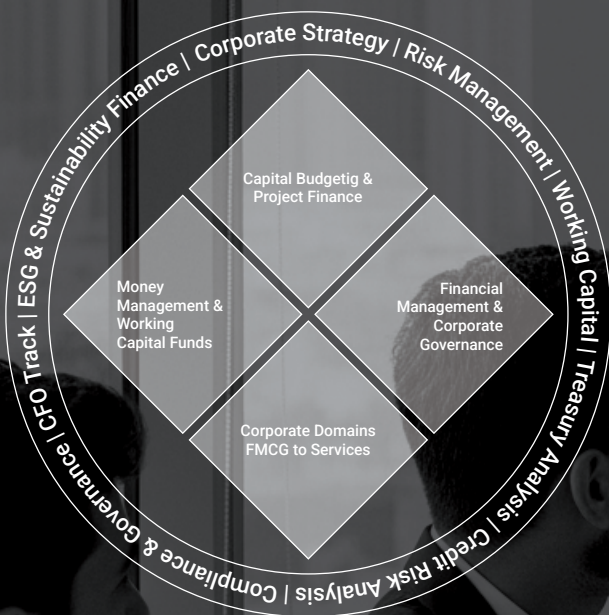 CFO Track | ESG & Sustainability Finance | Corporate Strategy | Risk Management | Working Capital | Treasury Analysis | Credit Risk Analysis | Compliance & Governance |
Capital Budgetig &
Project Finance
Money
Management &
Working
Capital Funds
Financial
Management &
Corporate
Governance
Corporate Domains
FMCG to Services